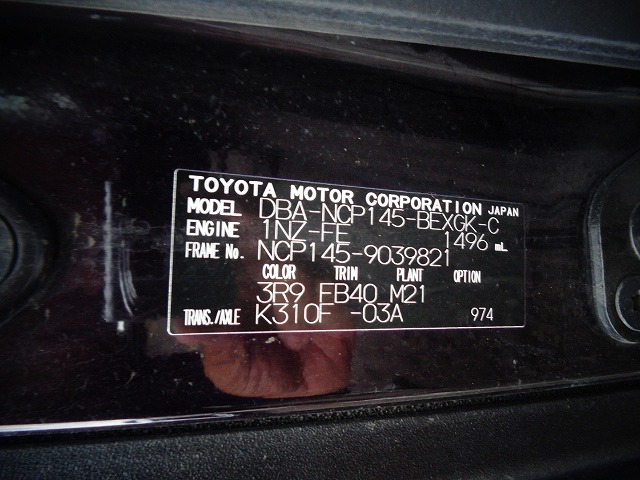 TOYOTA MOTOR CORPORATION JAPAN
MODEL DBA-NCP145-BEXGK-C
ENGINE 1NZ-FE 1496 mL
FRAME No. NCP145-9039821
COLOR TRIM PLANT OPTION
3R9 FB40 M21
TRANS./AXLE K310F -03A 974